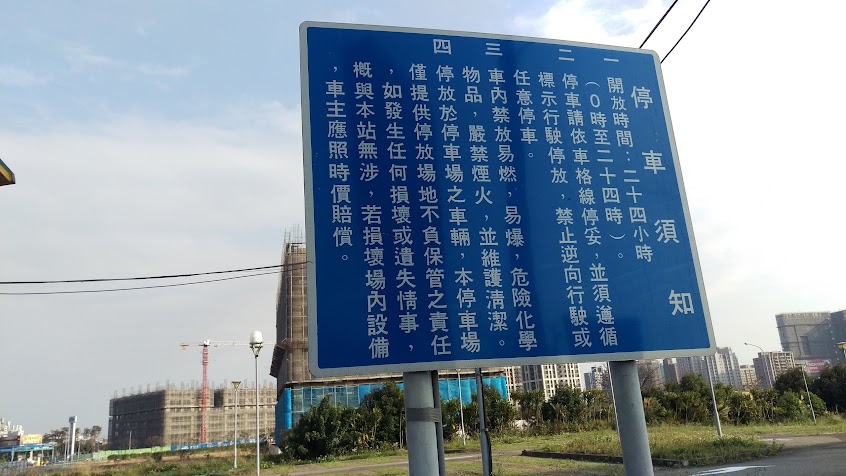 停車須知
一 開放時間：二十四小時
（0時至二十四時）。
二 停車請依車格線停妥，並須遵循
標示行駛停放﹒禁止逆向行駛或
任意停車。
三 車內禁放易燃，易爆，危險化學
物品，嚴禁煙火，並維護清潔。
四 停放於停車場之車輛，本停車場
僅提供停放場地不負保管之責任
，如發生任何損壞或遺失情事，
概與本站無涉，若損壞場內設備
，車主應照時價賠償。